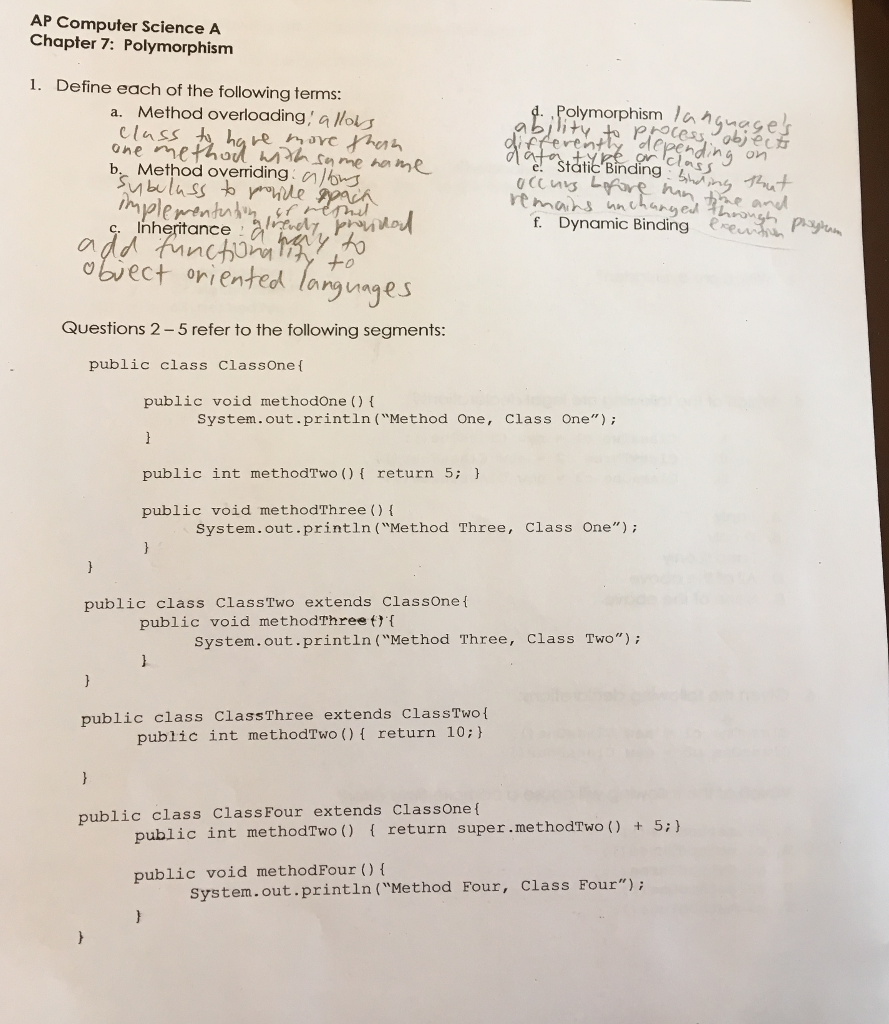 AP Computer Science A
Chapter 7: Polymorphism
1. Define each of the following terms:
a. Method overloading: allows
class to have more than
one method with same name
b. Method overriding: allows
subclass to provide
implementation of method
already provided
c. Inheritance : a way to
add functionality to
object oriented languages
d. Polymorphism language's
ability to process objects
differently depending on
data type or class
e. Static Binding : binding that
occurs before run time and
remains unchanged through program
execution
f. Dynamic Binding
Questions 2 – 5 refer to the following segments:
public class ClassOne{
public void methodOne(){
System.out.println("Method One, Class One");
}
public int methodTwo(){ return 5; }
public void methodThree(){
System.out.println("Method Three, Class One");
}
}
public class ClassTwo extends ClassOne{
public void methodThree(){
System.out.println("Method Three, Class Two");
}
}
public class ClassThree extends ClassTwo{
public int methodTwo(){ return 10;}
}
public class ClassFour extends ClassOne{
public int methodTwo() { return super.methodTwo() + 5;}
public void methodFour(){
System.out.println("Method Four, Class Four");
}
}